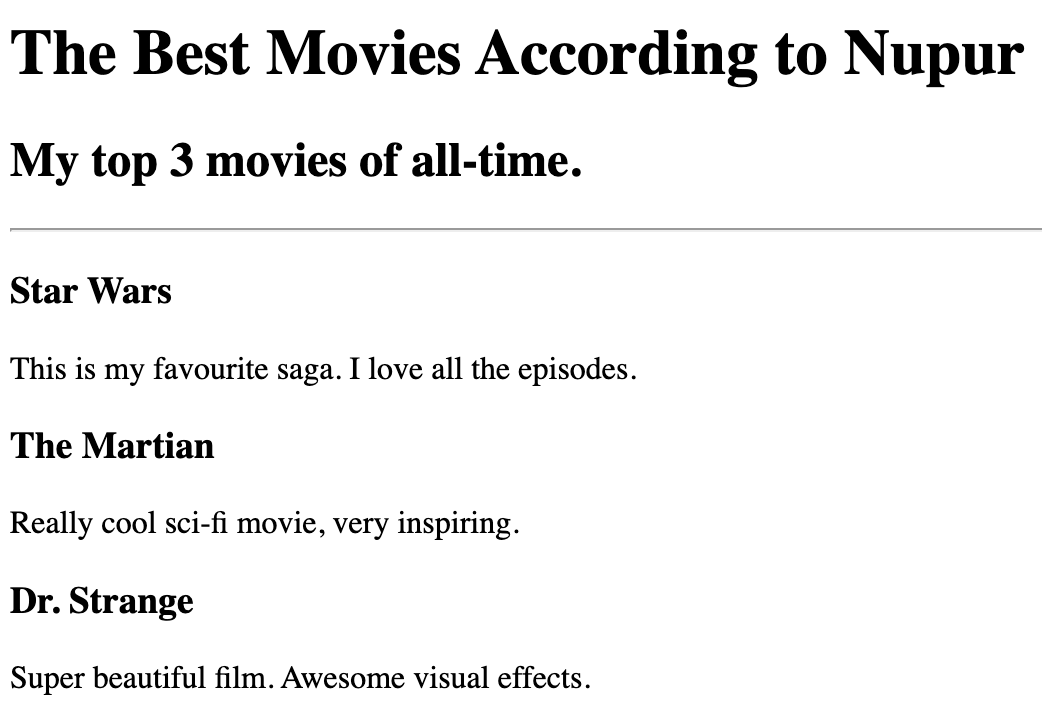 The Best Movies According to Nupur
My top 3 movies of all-time.
Star Wars
This is my favourite saga. I love all the episodes.
The Martian
Really cool sci-fi movie, very inspiring.
Dr. Strange
Super beautiful film. Awesome visual effects.